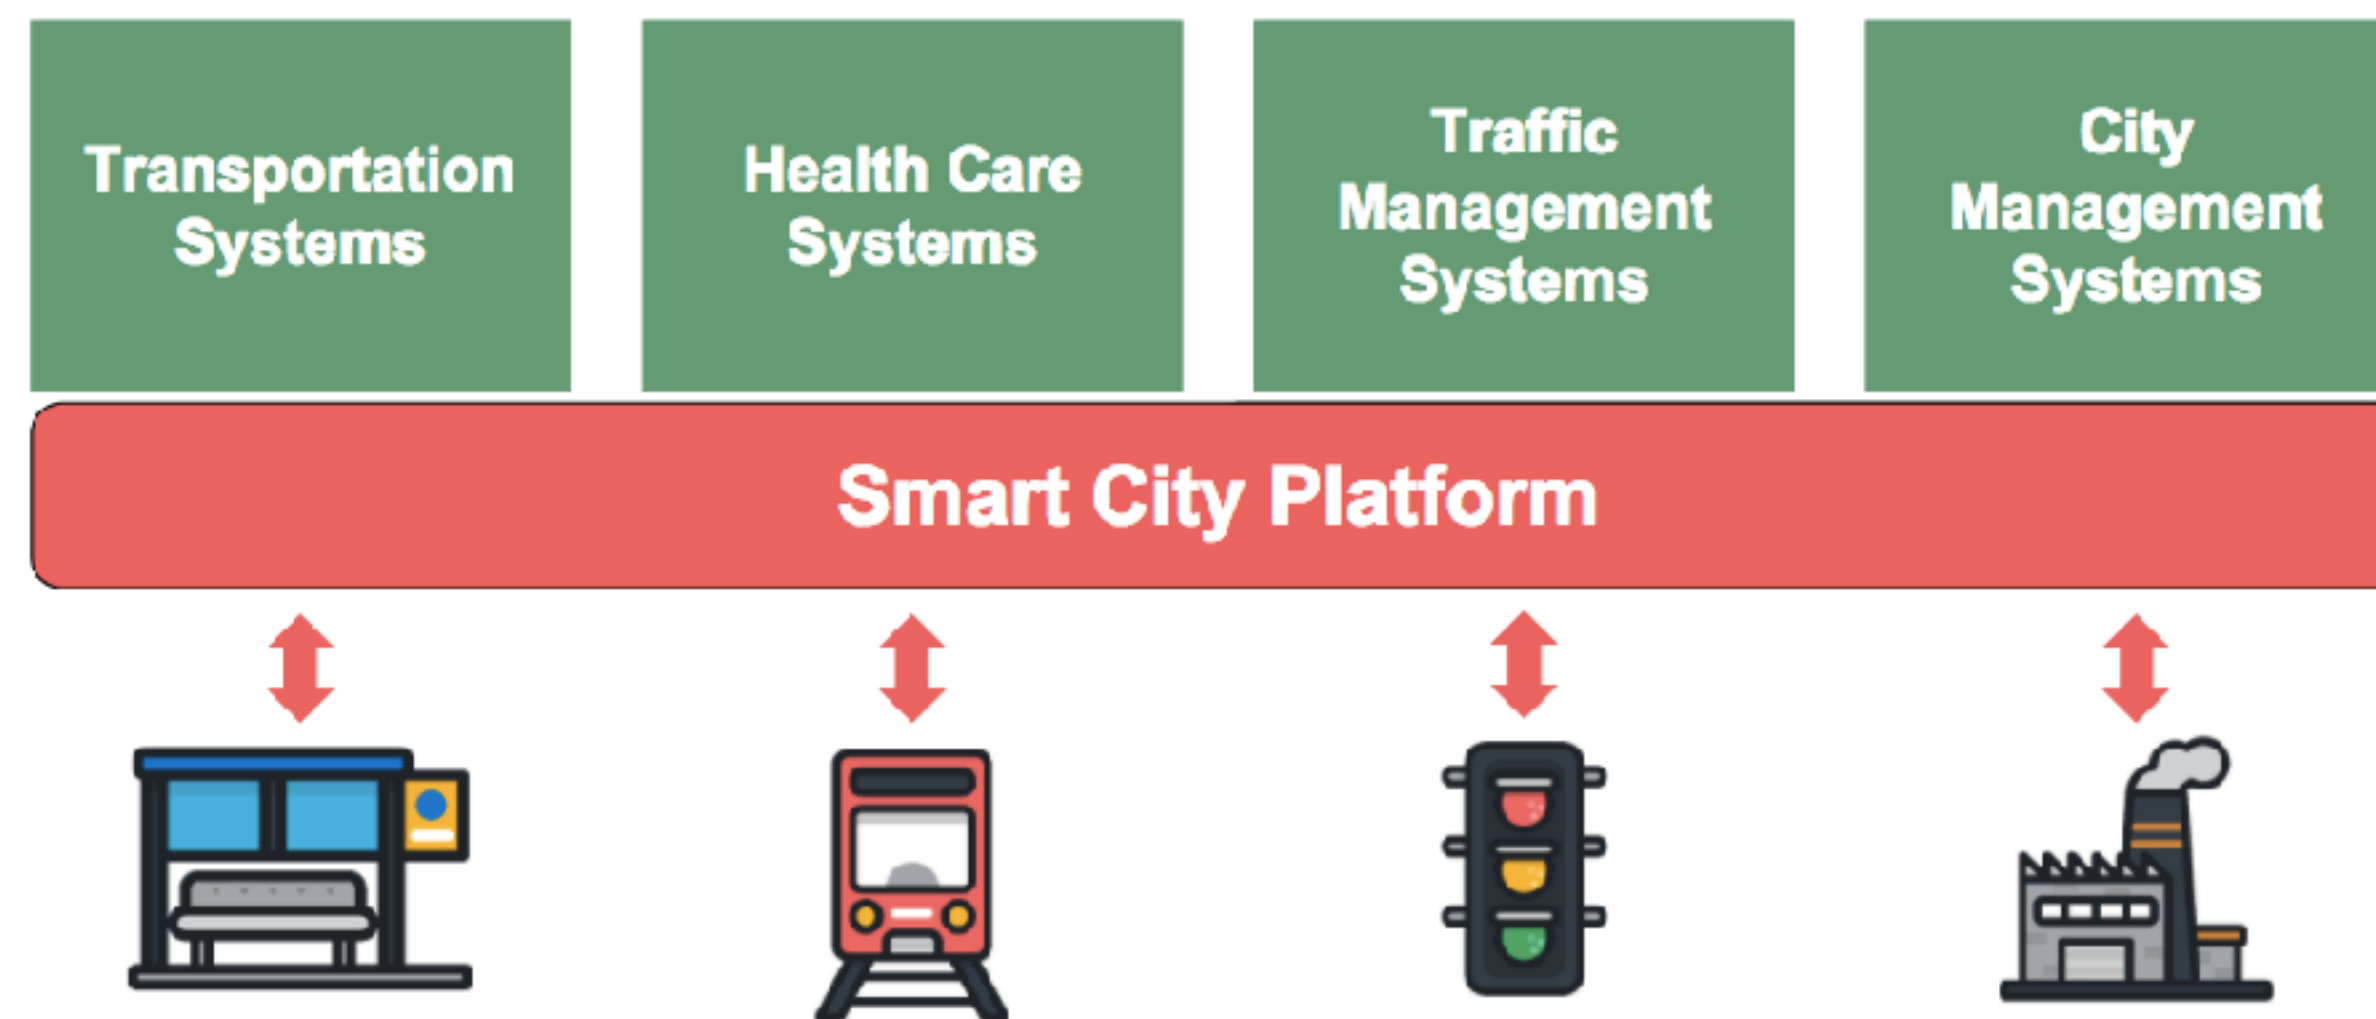 Transportation
Systems
Health Care
Systems
Traffic
Management
Systems
City
Management
Systems
Smart City Platform